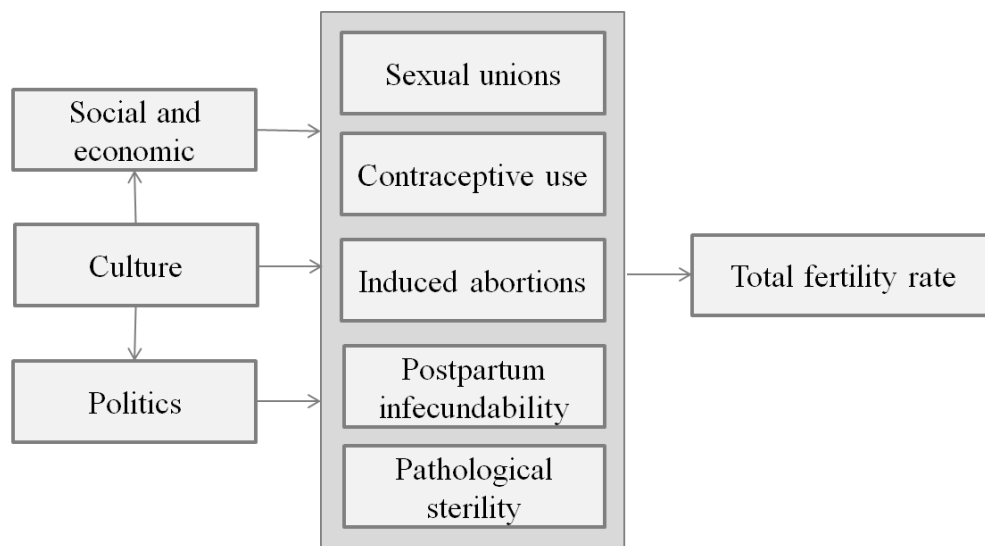 Social and
economic
Culture
Politics
Sexual unions
Contraceptive use
Induced abortions
Postpartum
infecundability
Pathological
sterility
Total fertility rate